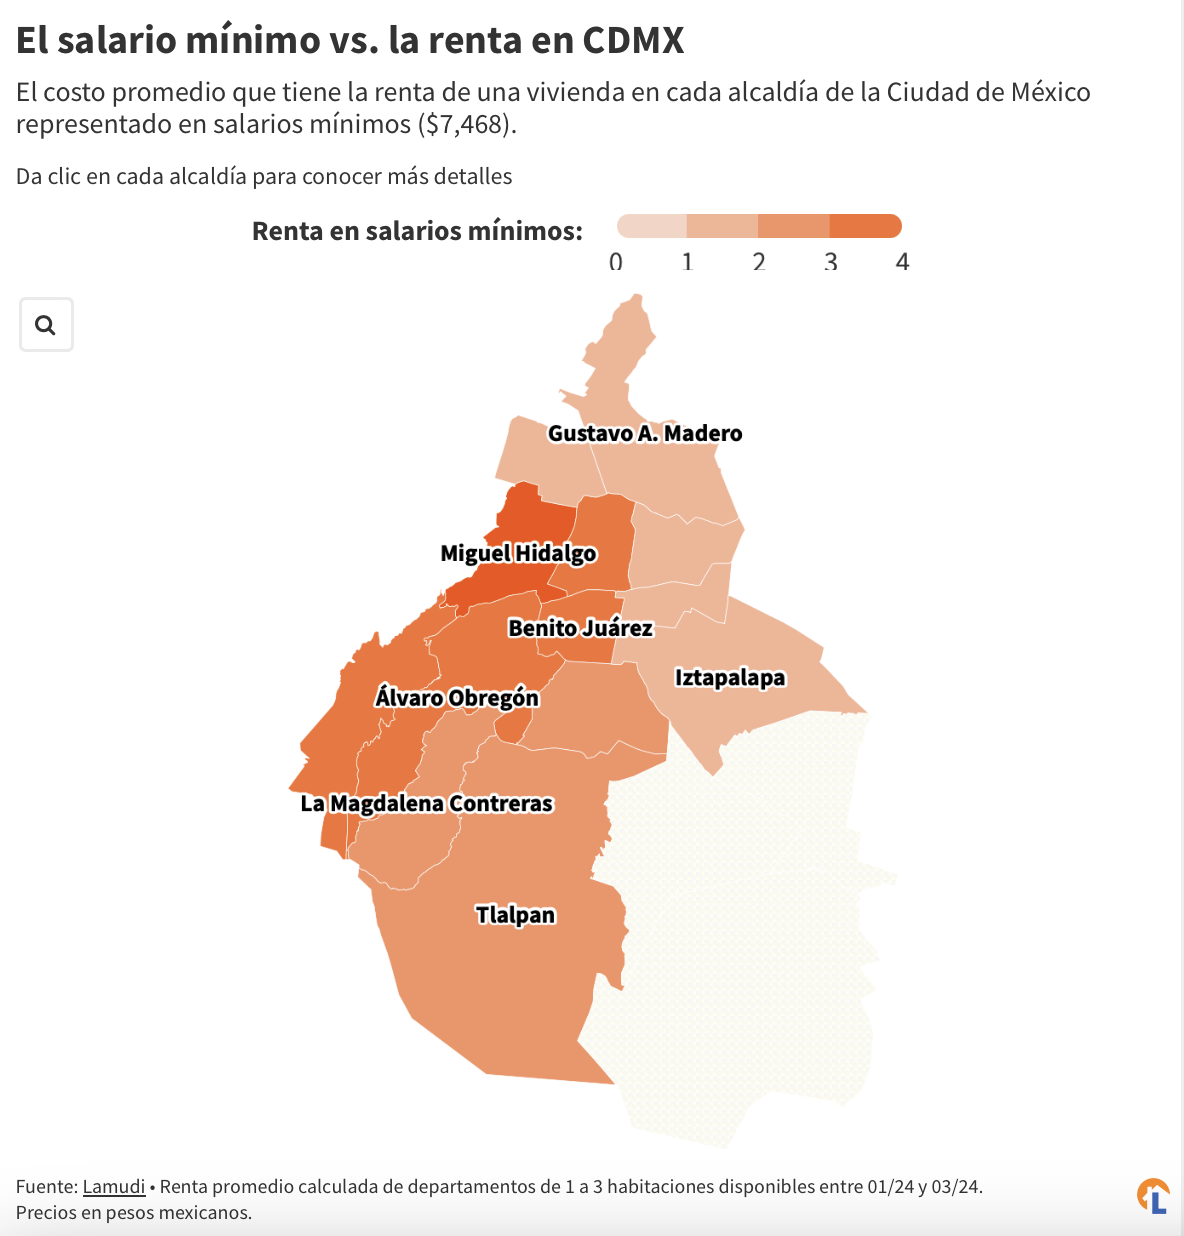 El salario mínimo vs. la renta en CDMX
El costo promedio que tiene la renta de una vivienda en cada alcaldía de la Ciudad de México
representado en salarios mínimos ($7,468).
Da clic en cada alcaldía para conocer más detalles
Renta en salarios mínimos:
0 1 2 3 4
Gustavo A. Madero
Miguel Hidalgo
Benito Juárez
Iztapalapa
Álvaro Obregón
La Magdalena Contreras
Tlalpan
Fuente: Lamudi • Renta promedio calculada de departamentos de 1 a 3 habitaciones disponibles entre 01/24 y 03/24.
Precios en pesos mexicanos.
L